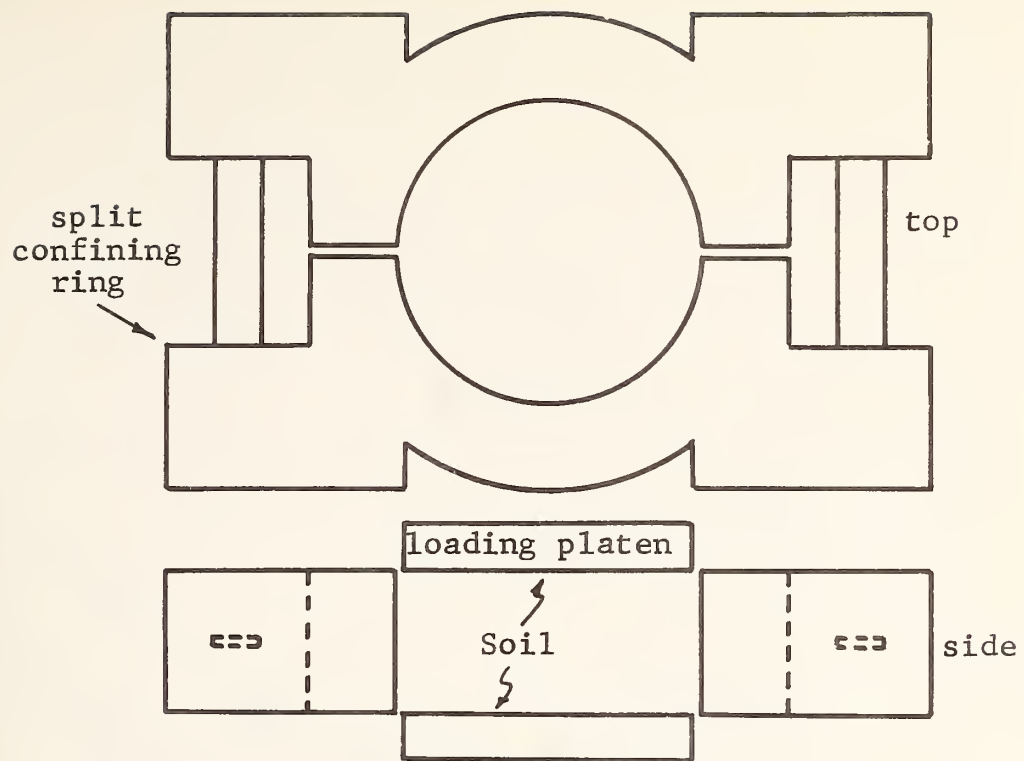 split
confining
ring
top
loading platen
Soil
side